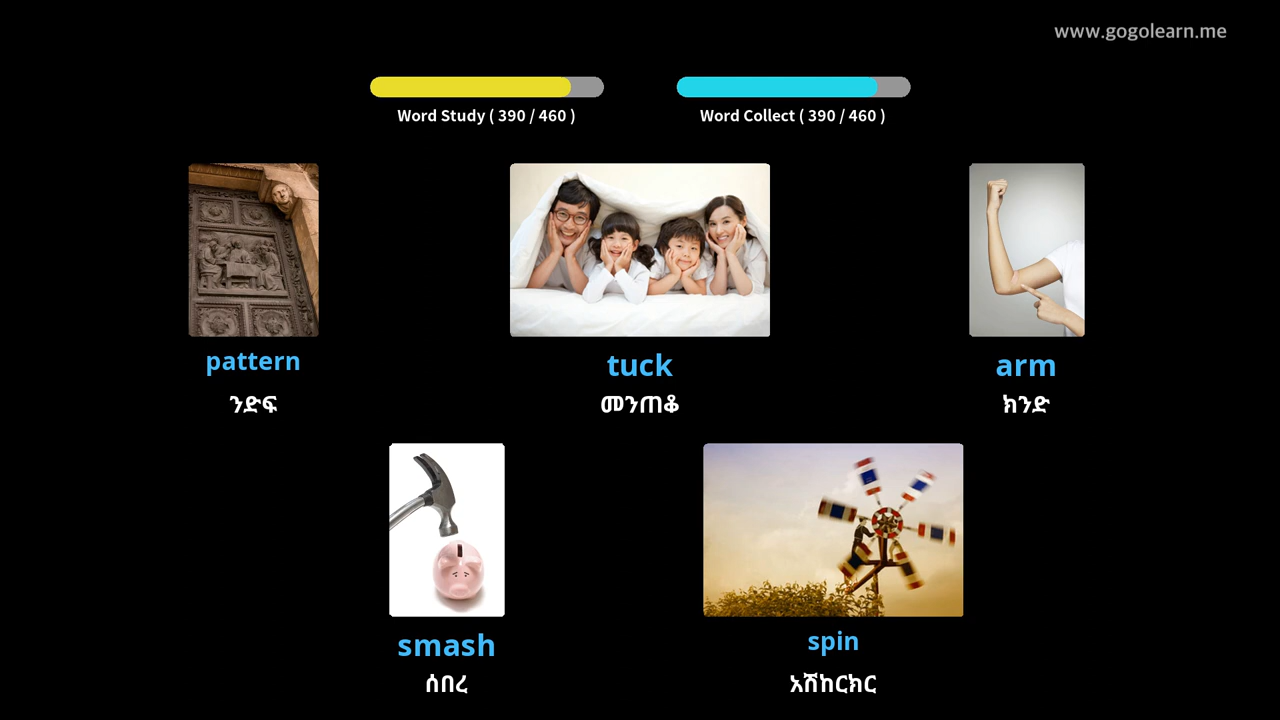 www.gogolearn.me
Word Study ( 390 / 460 )
Word Collect ( 390 / 460 )
pattern
ንድፍ
tuck
መንጠቆ
arm
ክንድ
smash
ሰበረ
spin
አሽከርክር